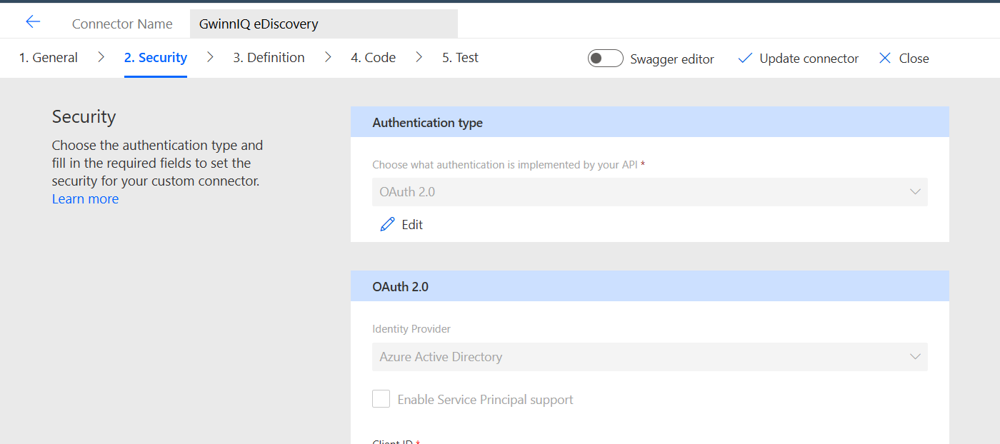 Connector Name
GwinnIQ eDiscovery
1. General
2. Security
3. Definition
4. Code
5. Test
Swagger editor
Update connector
Close
Security
Choose the authentication type and
fill in the required fields to set the
security for your custom connector.
Learn more
Authentication type
Choose what authentication is implemented by your API *
OAuth 2.0
Edit
OAuth 2.0
Identity Provider
Azure Active Directory
Enable Service Principal support
Client ID *